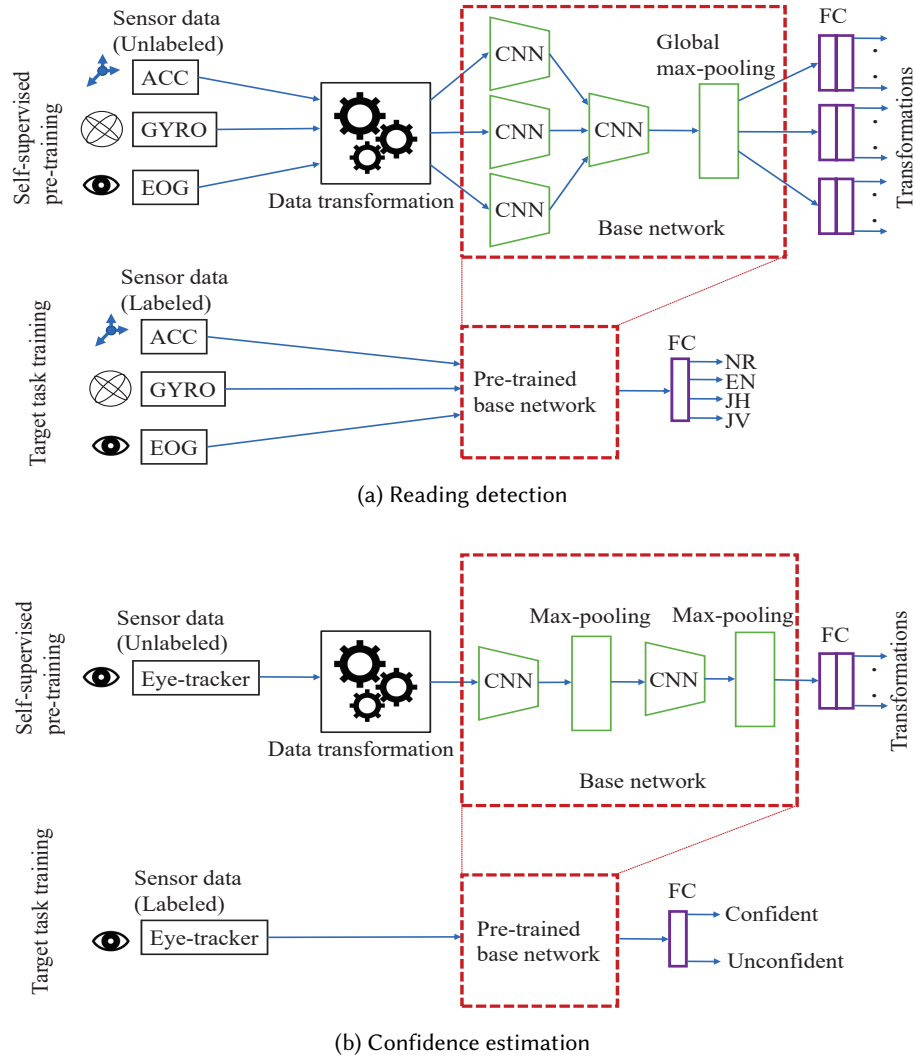 Sensor data
(Unlabeled)
ACC
GYRO
EOG
Self-supervised
pre-training
Data transformation
CNN
CNN
CNN
CNN
Global
max-pooling
Base network
FC
Transformations
Sensor data
(Labeled)
ACC
GYRO
EOG
Target task training
Pre-trained
base network
FC
NR
EN
JH
JV
(a) Reading detection
Sensor data
(Unlabeled)
Eye-tracker
Self-supervised
pre-training
Data transformation
CNN
Max-pooling
CNN
Max-pooling
Base network
FC
Transformations
Sensor data
(Labeled)
Eye-tracker
Target task training
Pre-trained
base network
FC
Confident
Unconfident
(b) Confidence estimation